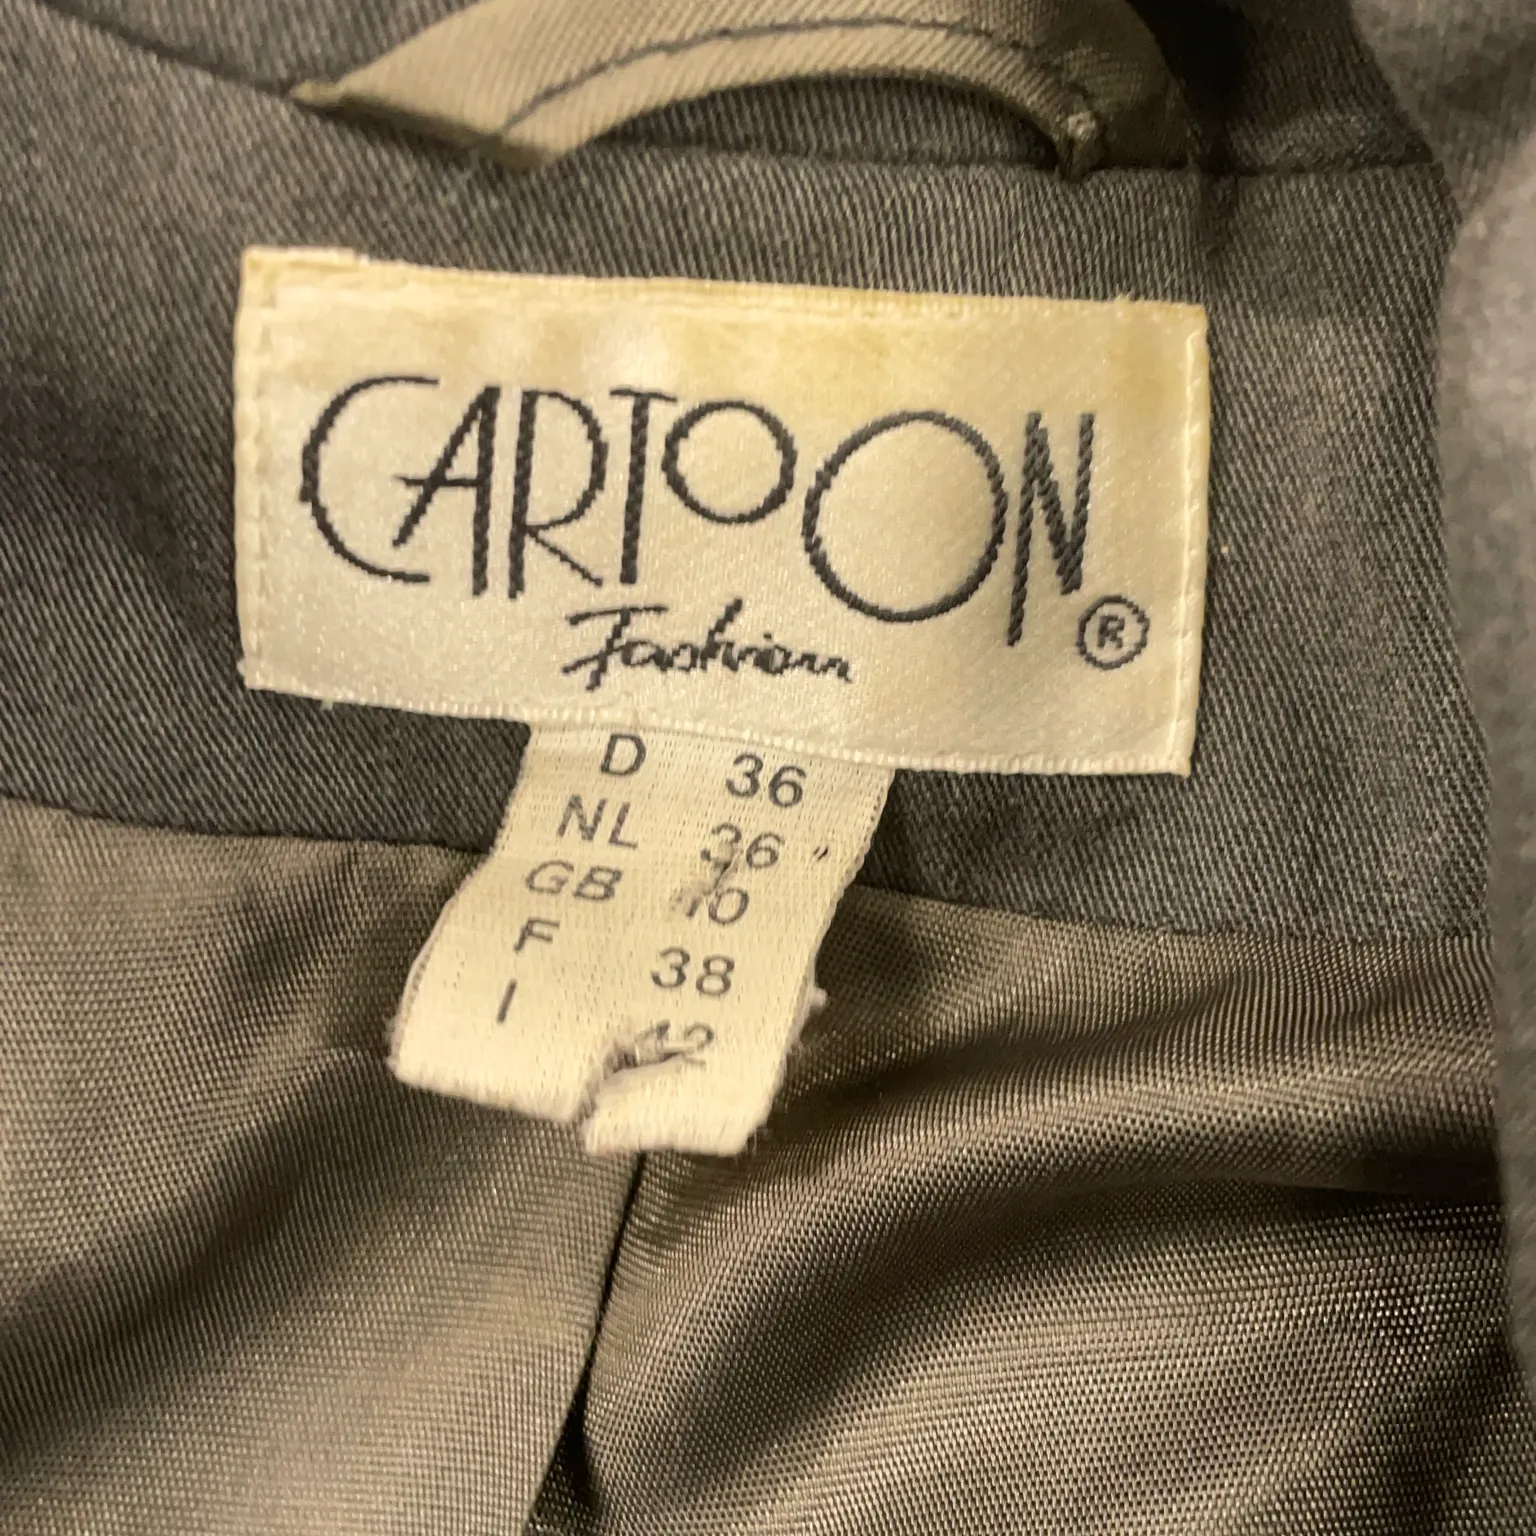 CARTOON
Fashion ®
D 36
NL 36
GB 10
F 38
I 42